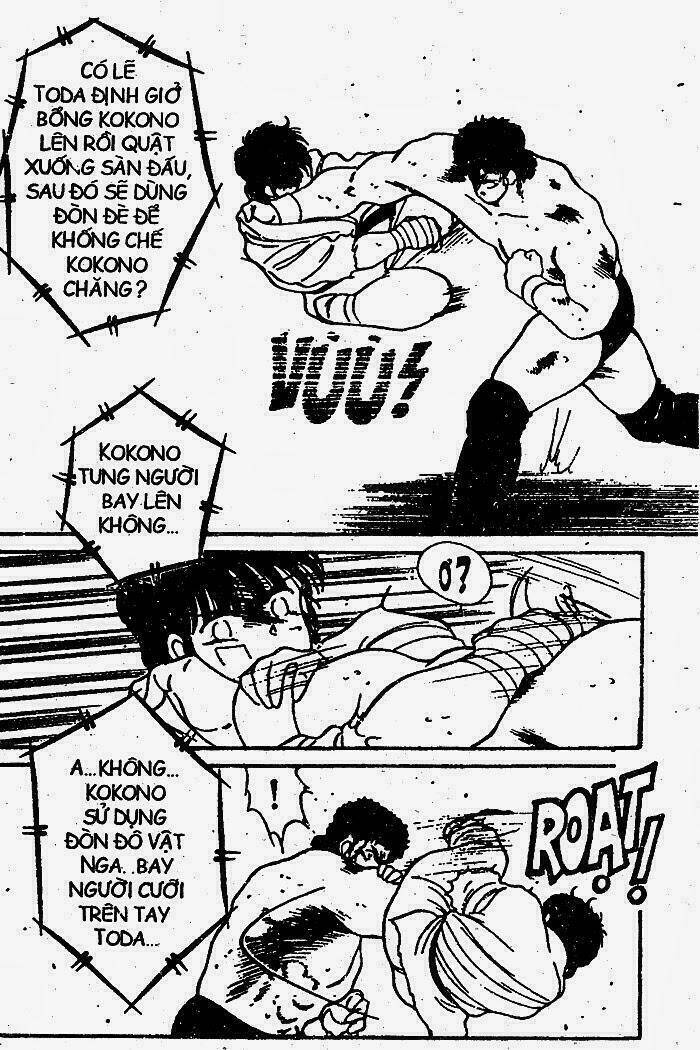 CÓ LẼ
TODA ĐỊNH GIỞ
BỔNG KOKONO
LÊN RỒI QUẬT
XUỐNG SÀN ĐẤU,
SAU ĐÓ SẼ DÙNG
ĐÒN ĐÈ ĐỂ
KHỐNG CHẾ
KOKONO
CHĂNG?
VÙÙÙ!
KOKONO
TUNG NGƯỜI
BAY LÊN
KHÔNG...
Ơ?
A...KHÔNG...
KOKONO
SỬ DỤNG
ĐÒN ĐÔ VẬT
NGA...BAY
NGƯỜI CƯỠI
TRÊN TAY
TODA...
!
ROẠT!